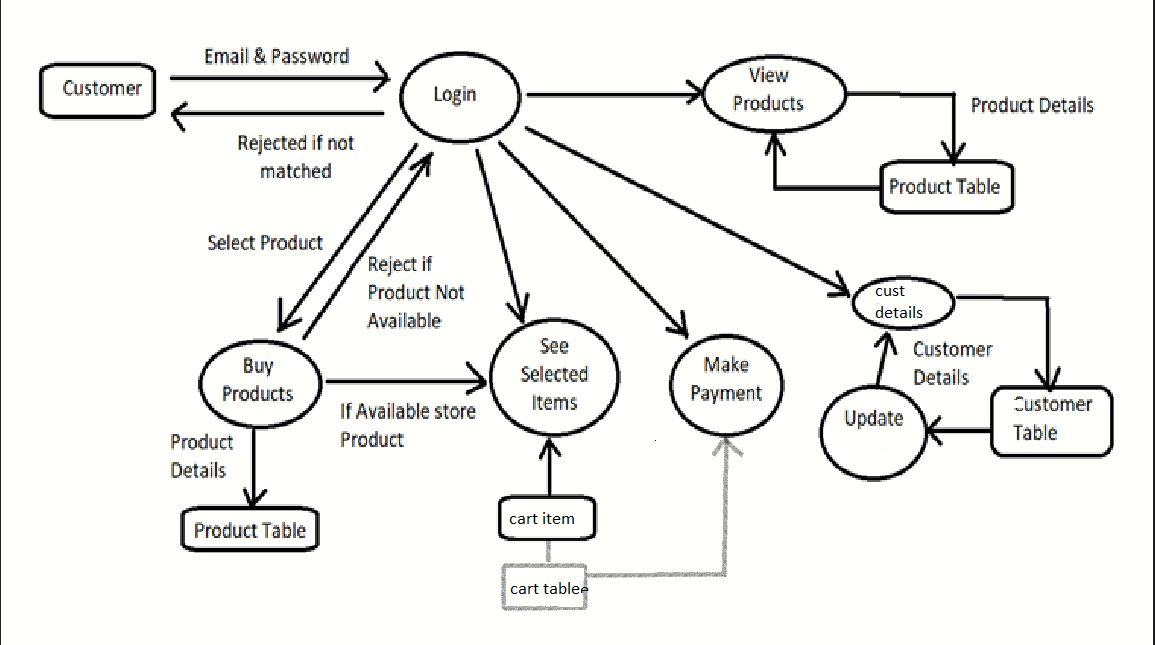 Email & Password
Customer
Login
Rejected if not
matched
View
Products
Product Details
Product Table
Select Product
Reject if
Product Not
Available
cust
details
Buy
Products
See
Selected
Items
Make
Payment
Customer
Details
If Available store
Product
Update
Customer
Table
Product
Details
Product Table
cart item
cart tablee